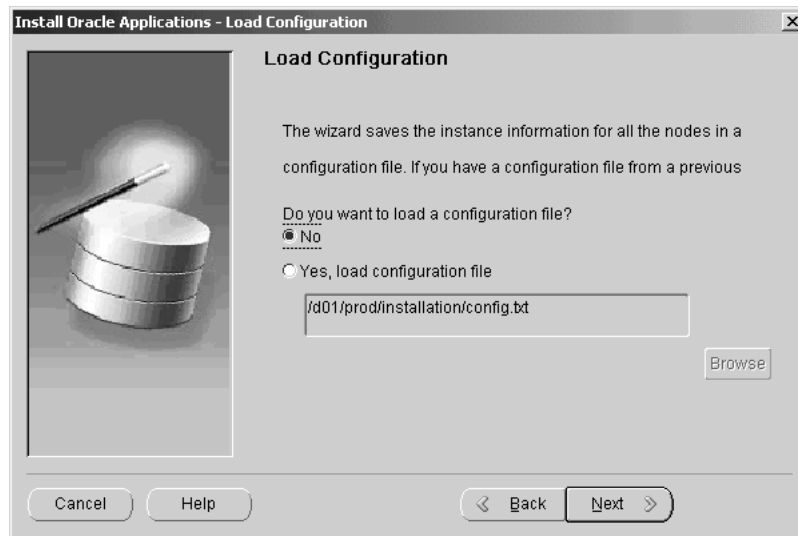 Install Oracle Applications - Load Configuration
Load Configuration
The wizard saves the instance information for all the nodes in a
configuration file. If you have a configuration file from a previous
Do you want to load a configuration file?
No
Yes, load configuration file
/d01/prod/installation/config.txt
Browse
Cancel
Help
Back
Next